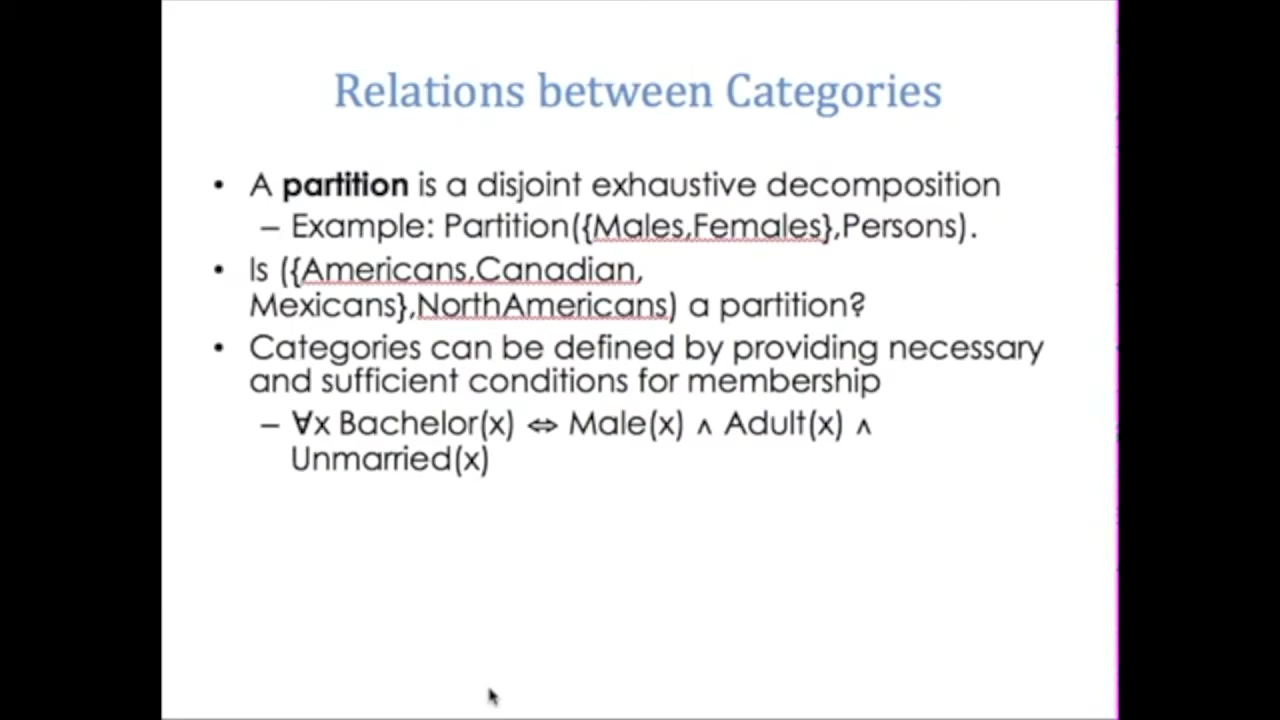 Relations between Categories
• A partition is a disjoint exhaustive decomposition
– Example: Partition({Males,Females},Persons).
• Is ({Americans,Canadian,
Mexicans},NorthAmericans) a partition?
• Categories can be defined by providing necessary
and sufficient conditions for membership
– ∀x Bachelor(x) ⇔ Male(x) ∧ Adult(x) ∧
Unmarried(x)